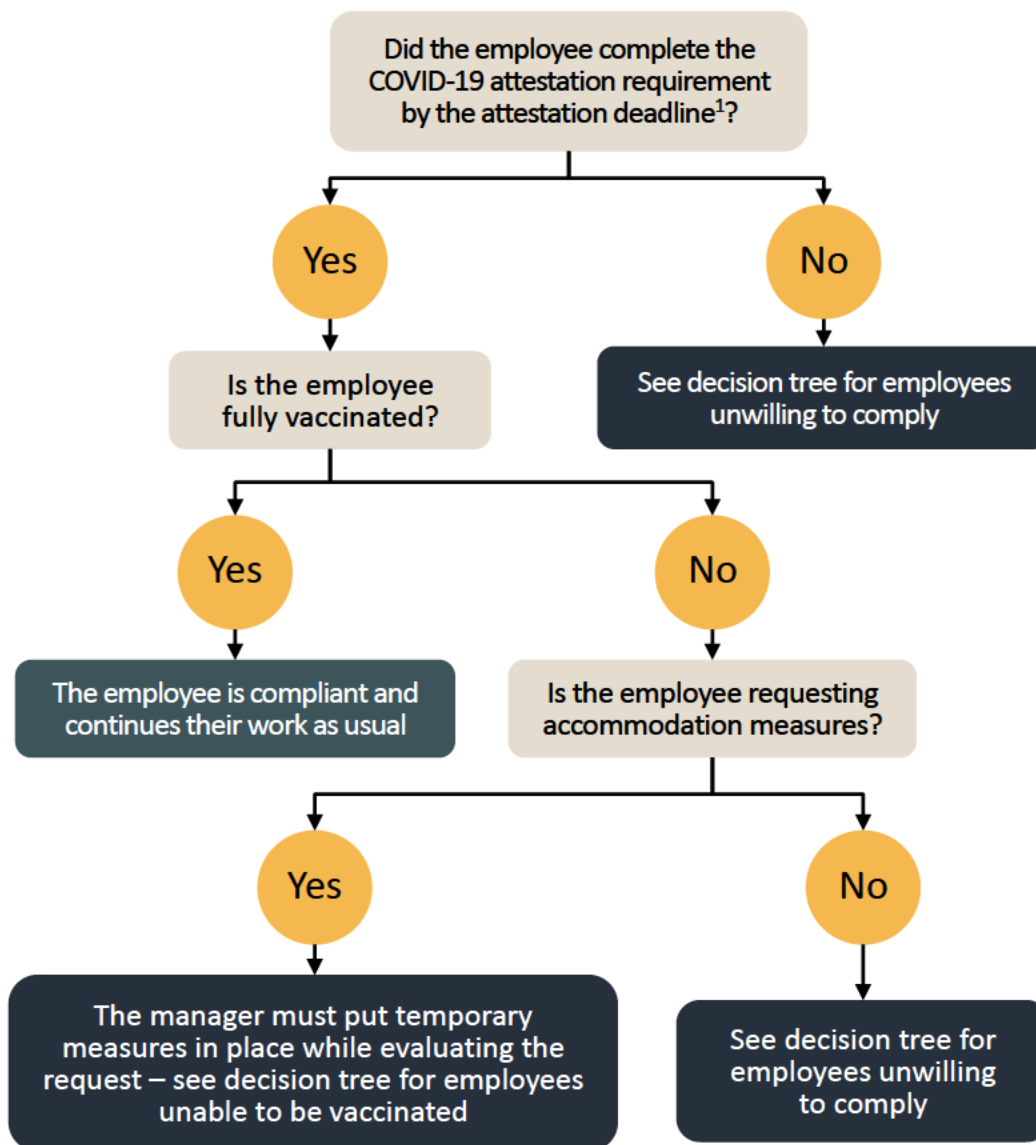 Did the employee complete the
COVID-19 attestation requirement
by the attestation deadline¹?
Yes
No
Is the employee
fully vaccinated?
See decision tree for employees
unwilling to comply
Yes
No
The employee is compliant and
continues their work as usual
Is the employee requesting
accommodation measures?
Yes
No
The manager must put temporary
measures in place while evaluating the
request – see decision tree for employees
unable to be vaccinated
See decision tree for
employees unwilling
to comply